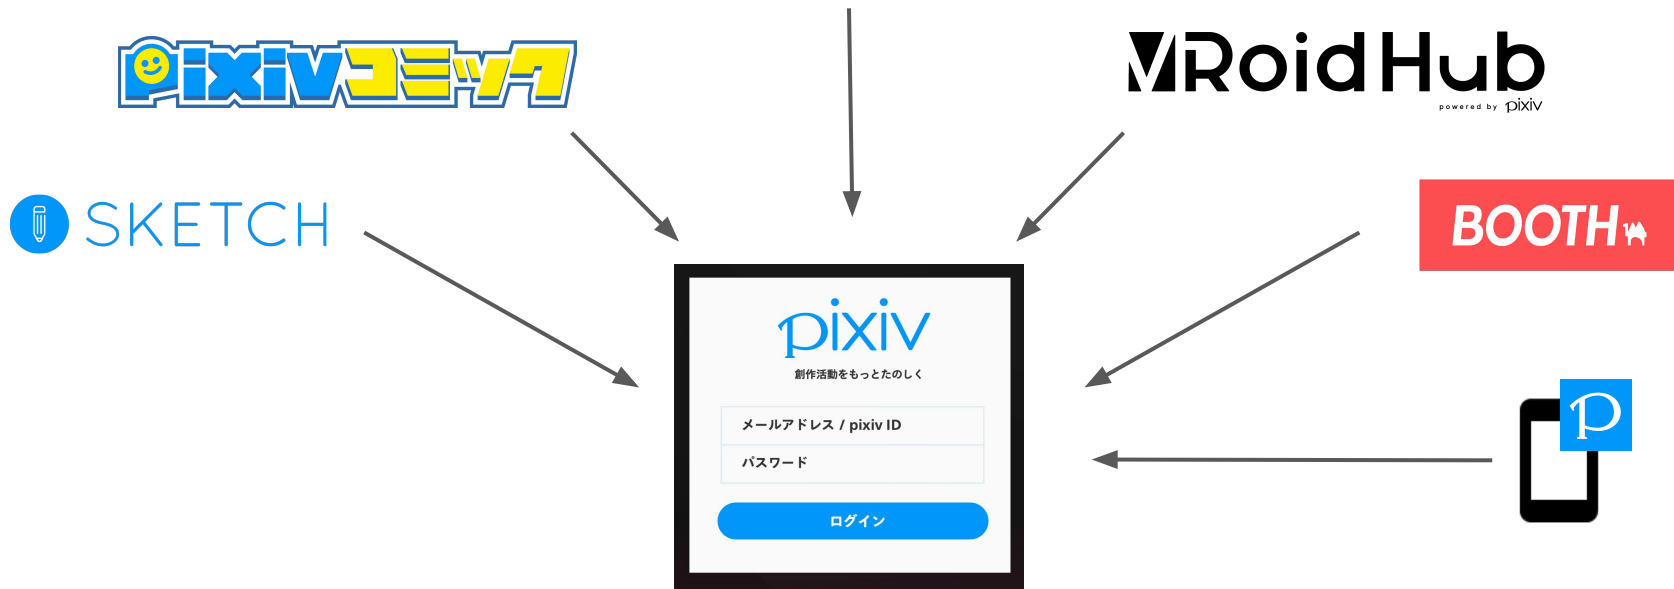 pixivコミック
VRoidHub
powered by pixiv
SKETCH
BOOTH
pixiv
創作活動をもっとたのしく
メールアドレス / pixiv ID
パスワード
ログイン
p